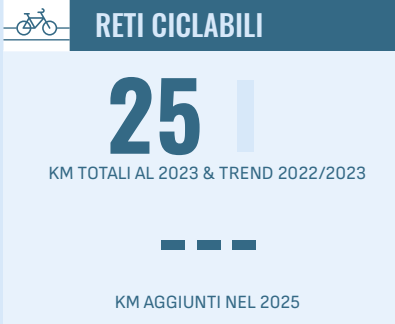 RETI CICLABILI
25
KM TOTALI AL 2023 & TREND 2022/2023
---
KM AGGIUNTI NEL 2025